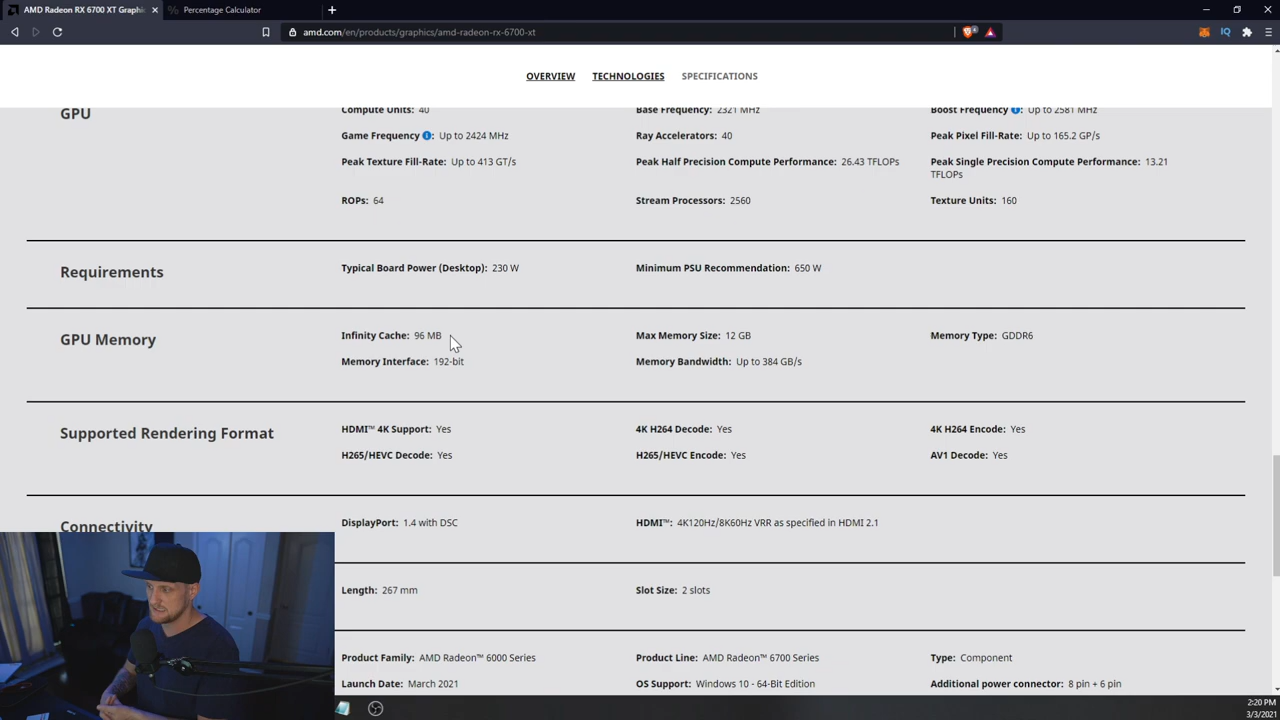 AMD Radeon RX 6700 XT Graphi
Percentage Calculator
amd.com/en/products/graphics/amd-radeon-rx-6700-xt
OVERVIEW TECHNOLOGIES SPECIFICATIONS
GPU
Compute Units: 40
Base Frequency: 2321 MHz
Boost Frequency : Up to 2581 MHz
Game Frequency : Up to 2424 MHz
Ray Accelerators: 40
Peak Pixel Fill-Rate: Up to 165.2 GP/s
Peak Texture Fill-Rate: Up to 413 GT/s
Peak Half Precision Compute Performance: 26.43 TFLOPs
Peak Single Precision Compute Performance: 13.21
TFLOPs
ROPs: 64
Stream Processors: 2560
Texture Units: 160
Requirements
Typical Board Power (Desktop): 230 W
Minimum PSU Recommendation: 650 W
GPU Memory
Infinity Cache: 96 MB
Max Memory Size: 12 GB
Memory Type: GDDR6
Memory Interface: 192-bit
Memory Bandwidth: Up to 384 GB/s
Supported Rendering Format
HDMI™ 4K Support: Yes
4K H264 Decode: Yes
4K H264 Encode: Yes
H265/HEVC Decode: Yes
H265/HEVC Encode: Yes
AV1 Decode: Yes
Connectivity
DisplayPort: 1.4 with DSC
HDMI™: 4K120Hz/8K60Hz VRR as specified in HDMI 2.1
Length: 267 mm
Slot Size: 2 slots
Product Family: AMD Radeon™ 6000 Series
Product Line: AMD Radeon™ 6700 Series
Type: Component
Launch Date: March 2021
OS Support: Windows 10 - 64-Bit Edition
Additional power connector: 8 pin + 6 pin
2:20 PM
3/3/2021